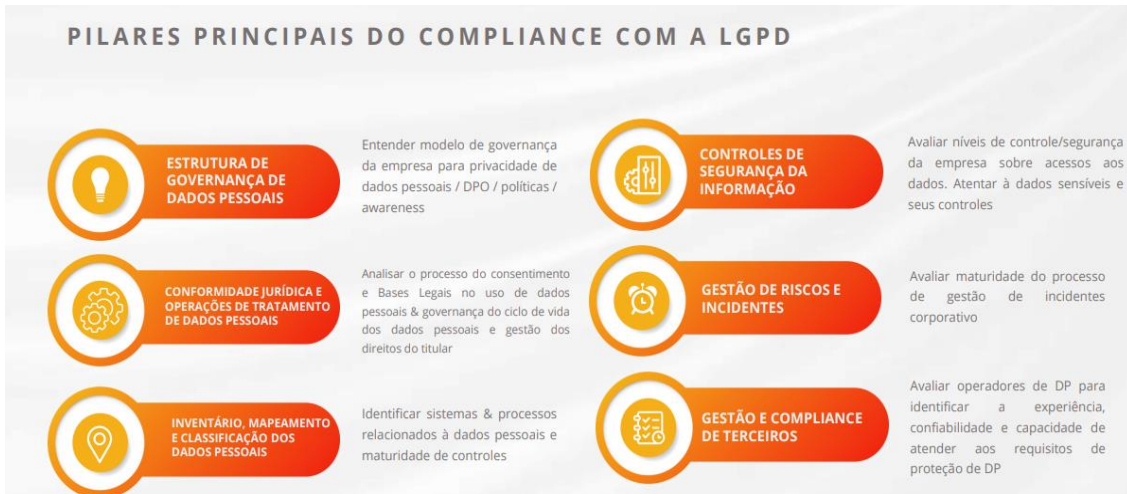 PILARES PRINCIPAIS DO COMPLIANCE COM A LGPD
ESTRUTURA DE
GOVERNANÇA DE
DADOS PESSOAIS
Entender modelo de governança
da empresa para privacidade de
dados pessoais / DPO / políticas /
awareness
CONFORMIDADE JURÍDICA E
OPERAÇÕES DE TRATAMENTO
DE DADOS PESSOAIS
Analisar o processo do consentimento
e Bases Legais no uso de dados
pessoais & governança do ciclo de vida
dos dados pessoais e gestão dos
direitos do titular
INVENTÁRIO, MAPEAMENTO
E CLASSIFICAÇÃO DOS
DADOS PESSOAIS
Identificar sistemas & processos
relacionados à dados pessoais e
maturidade de controles
CONTROLES DE
SEGURANÇA DA
INFORMAÇÃO
Avaliar níveis de controle/segurança
da empresa sobre acessos aos
dados. Atentar à dados sensíveis e
seus controles
GESTÃO DE RISCOS E
INCIDENTES
Avaliar maturidade do processo
de gestão de incidentes
corporativo
GESTÃO E COMPLIANCE
DE TERCEIROS
Avaliar operadores de DP para
identificar a experiência,
confiabilidade e capacidade de
atender aos requisitos de
proteção de DP